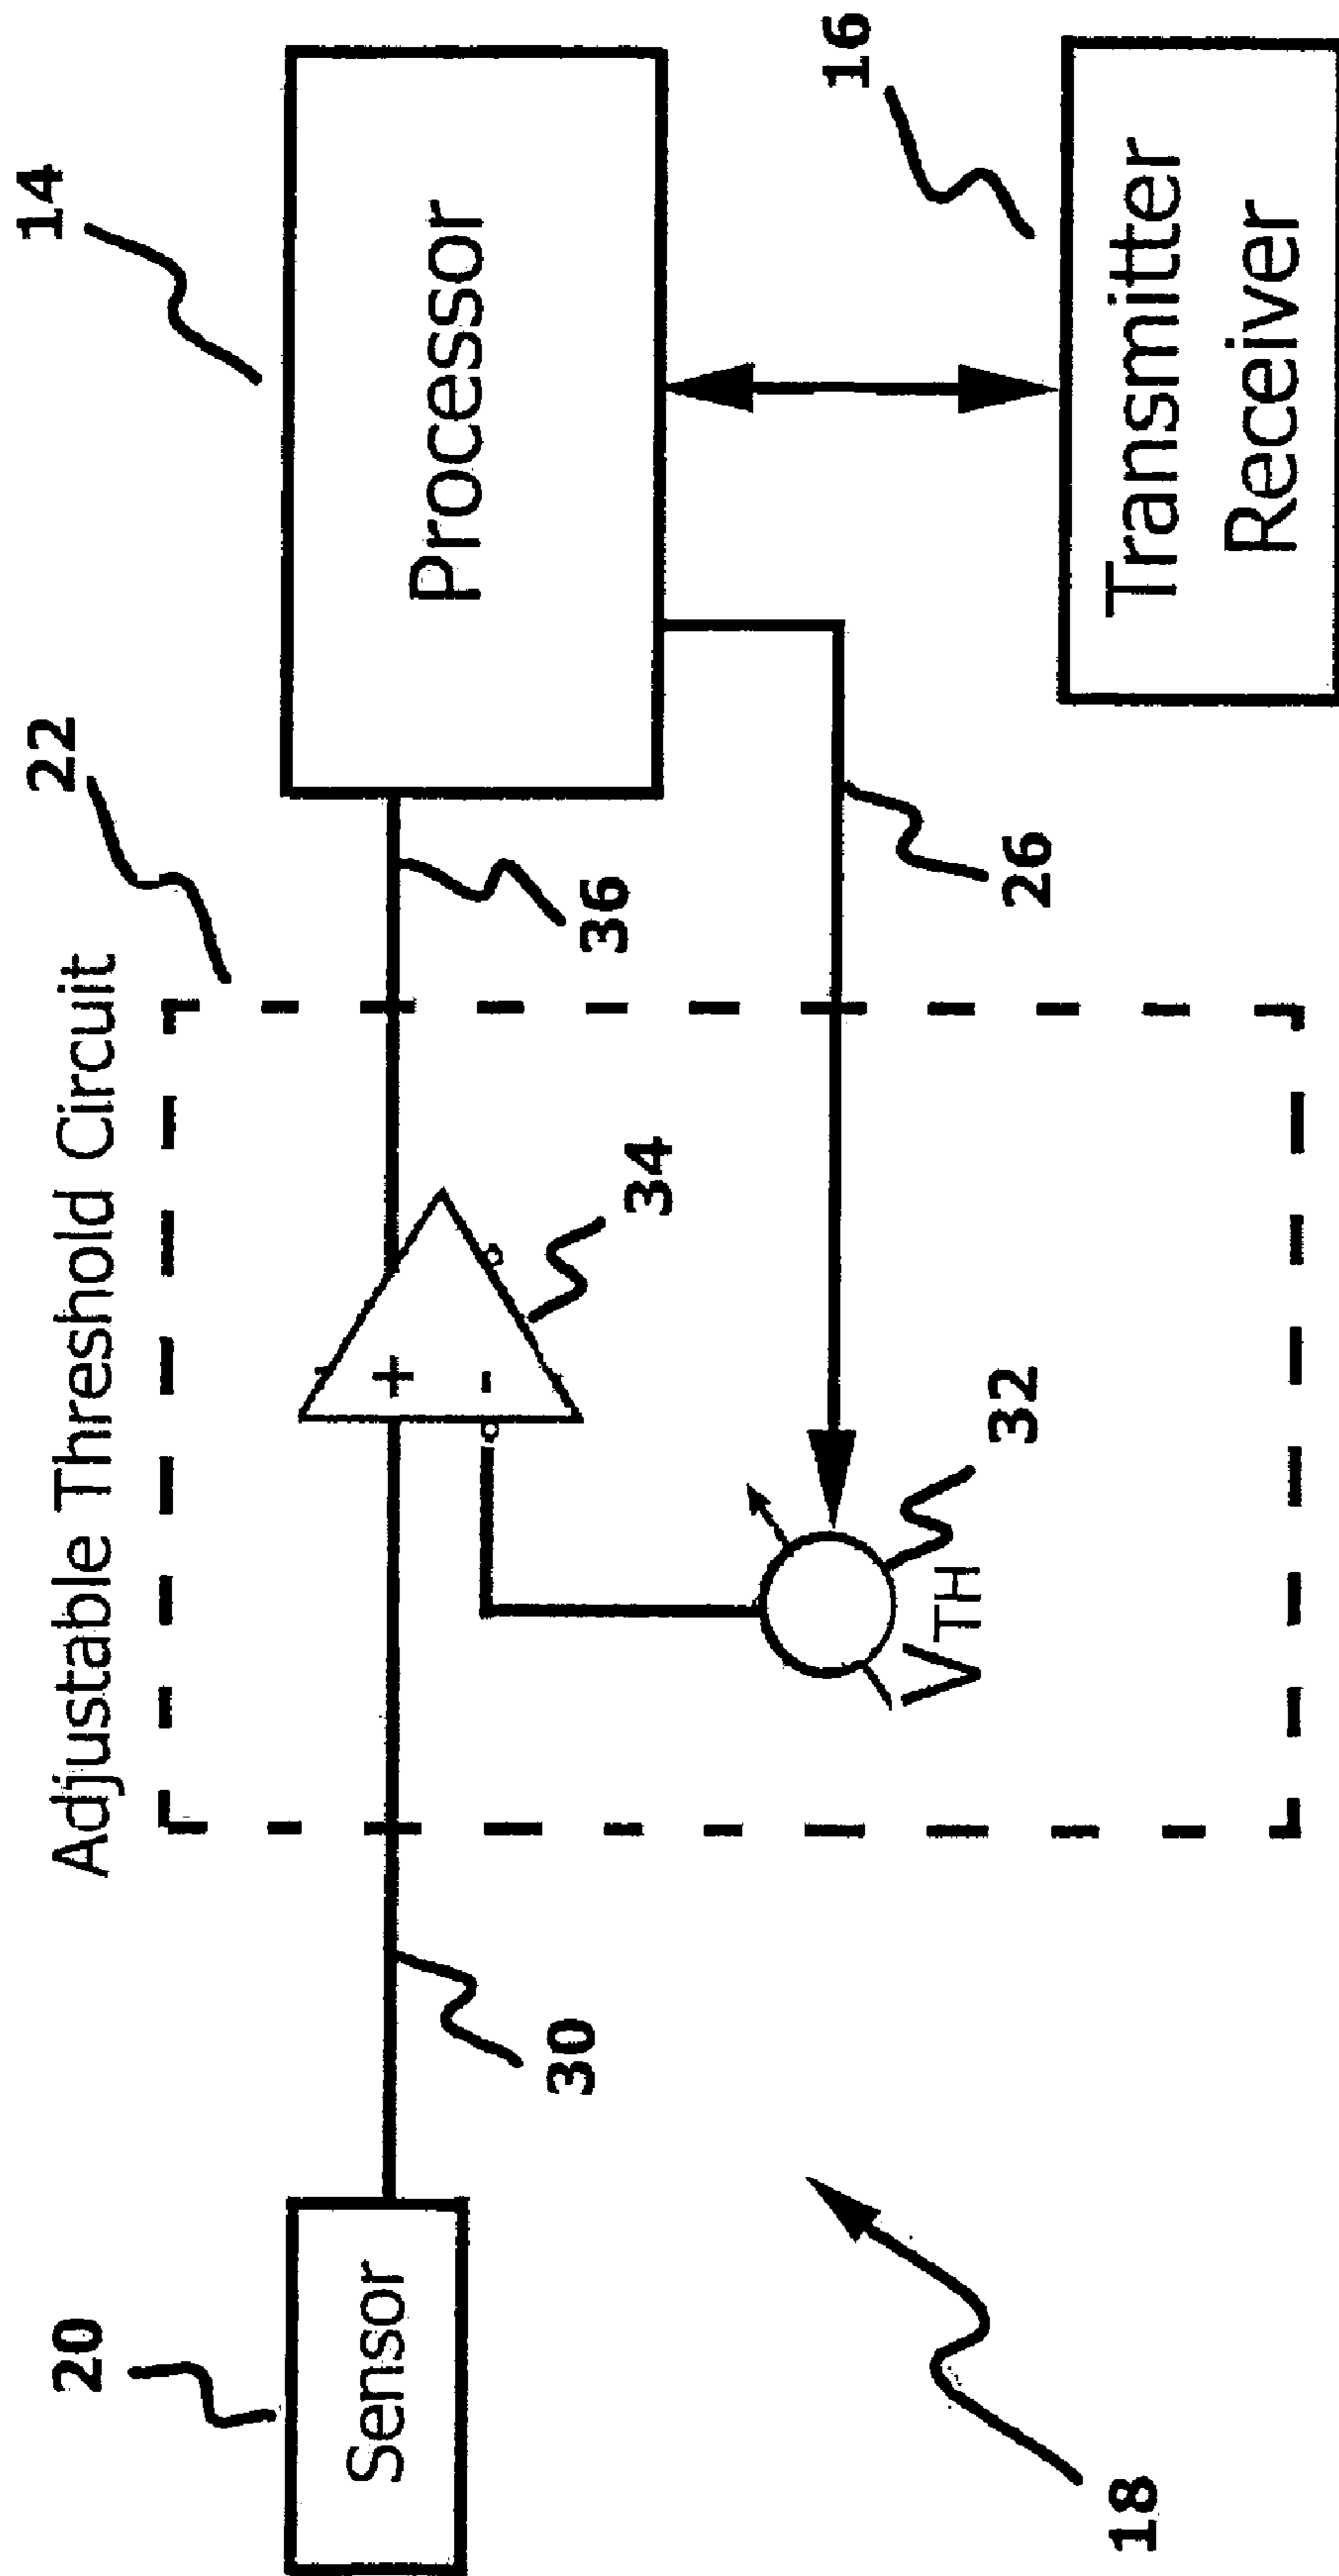 Adjustable Threshold Circuit
22
14
20
Sensor
30
+
-
34
36
Processor
16
26
32
VTH
Transmitter
Receiver
18